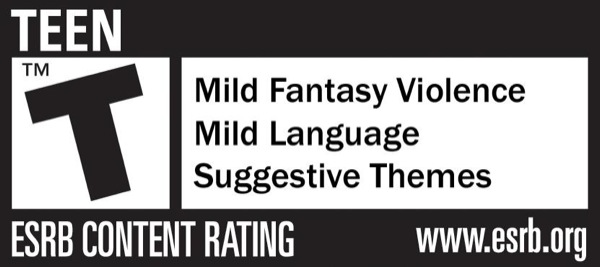 TEEN
TM
T
Mild Fantasy Violence
Mild Language
Suggestive Themes
ESRB CONTENT RATING
www.esrb.org